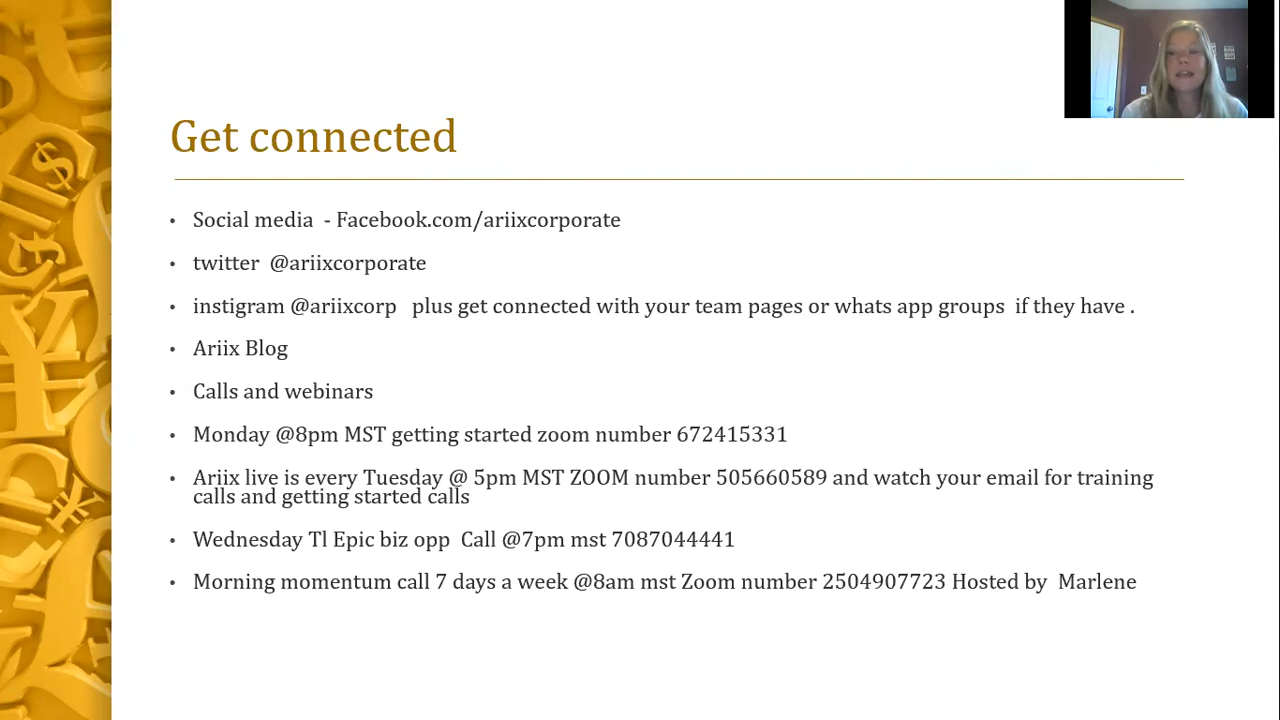 Get connected
• Social media - Facebook.com/ariixcorporate
• twitter @ariixcorporate
• instigram @ariixcorp plus get connected with your team pages or whats app groups if they have .
• Ariix Blog
• Calls and webinars
• Monday @8pm MST getting started zoom number 672415331
• Ariix live is every Tuesday @ 5pm MST ZOOM number 505660589 and watch your email for training
calls and getting started calls
• Wednesday Tl Epic biz opp Call @7pm mst 7087044441
• Morning momentum call 7 days a week @8am mst Zoom number 2504907723 Hosted by Marlene